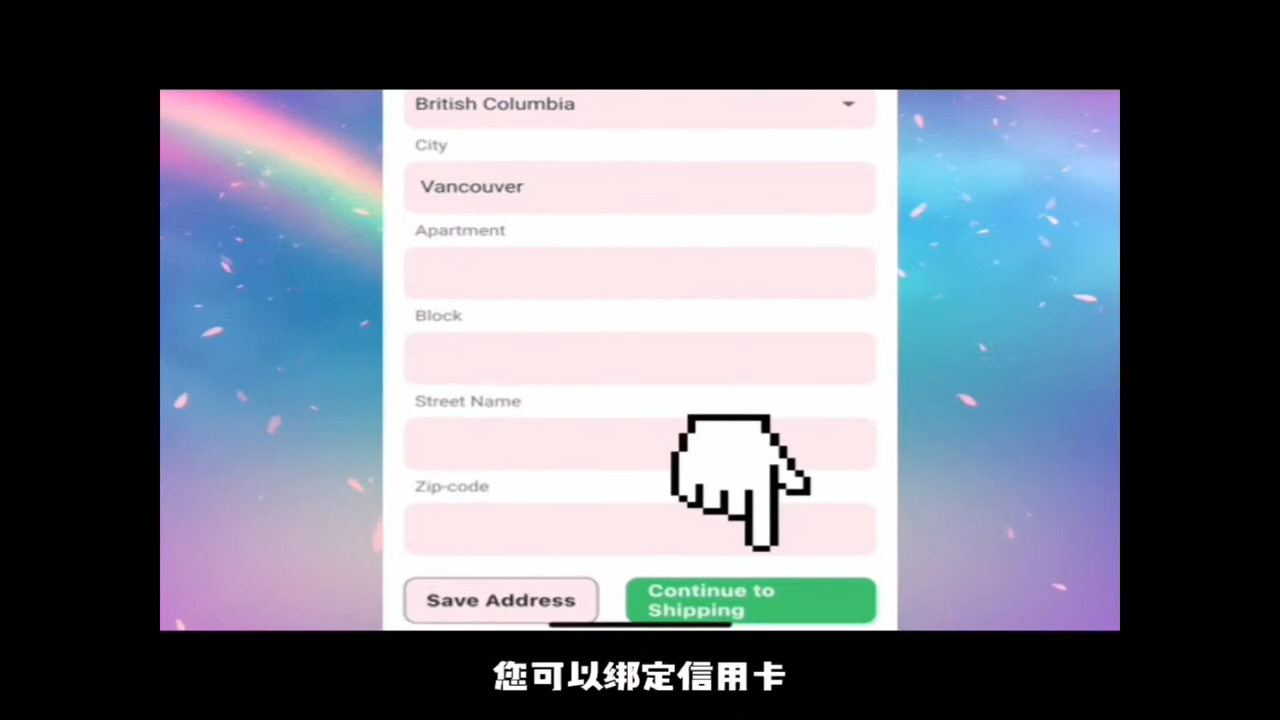 British Columbia
City
Vancouver
Apartment
Block
Street Name
Zip-code
Save Address
Continue to
Shipping
您可以绑定信用卡